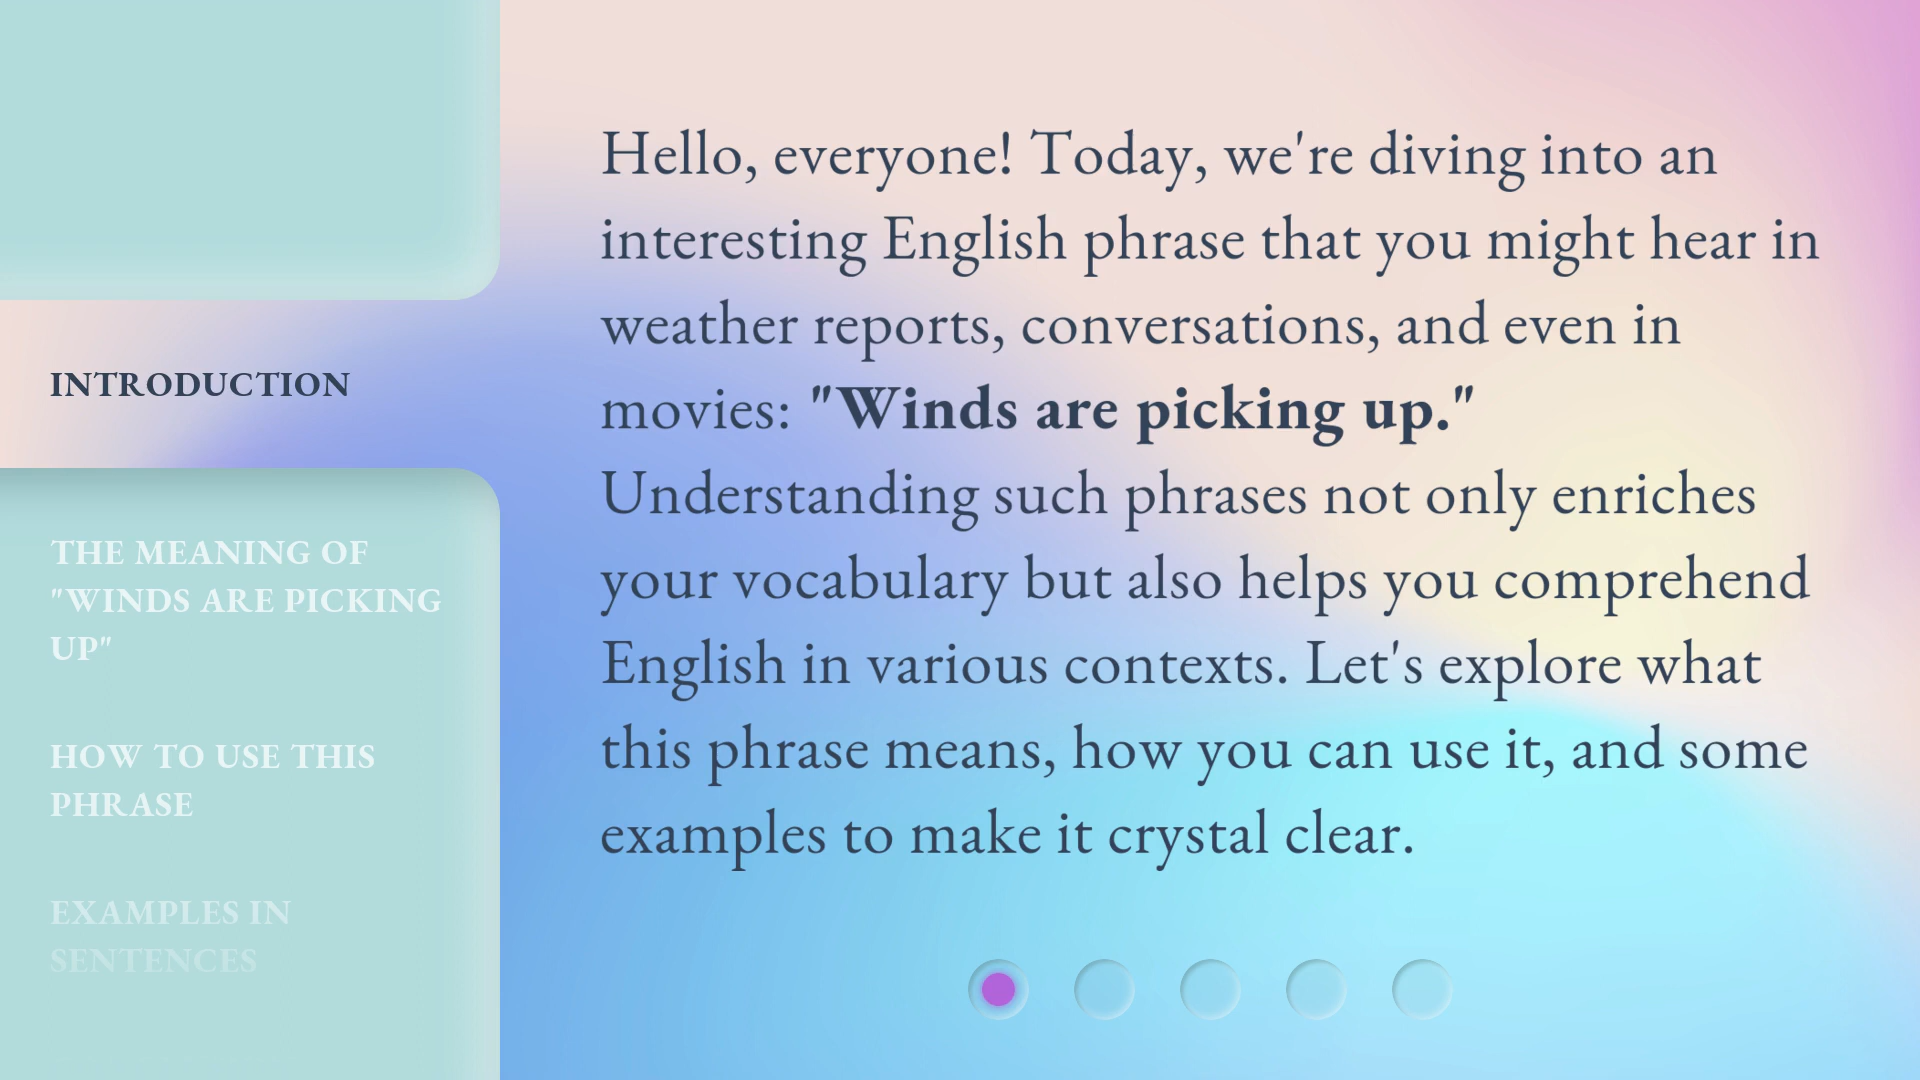 INTRODUCTION
THE MEANING OF
"WINDS ARE PICKING
UP"
HOW TO USE THIS
PHRASE
EXAMPLES IN
SENTENCES
Hello, everyone! Today, we're diving into an
interesting English phrase that you might hear in
weather reports, conversations, and even in
movies: "Winds are picking up."
Understanding such phrases not only enriches
your vocabulary but also helps you comprehend
English in various contexts. Let's explore what
this phrase means, how you can use it, and some
examples to make it crystal clear.